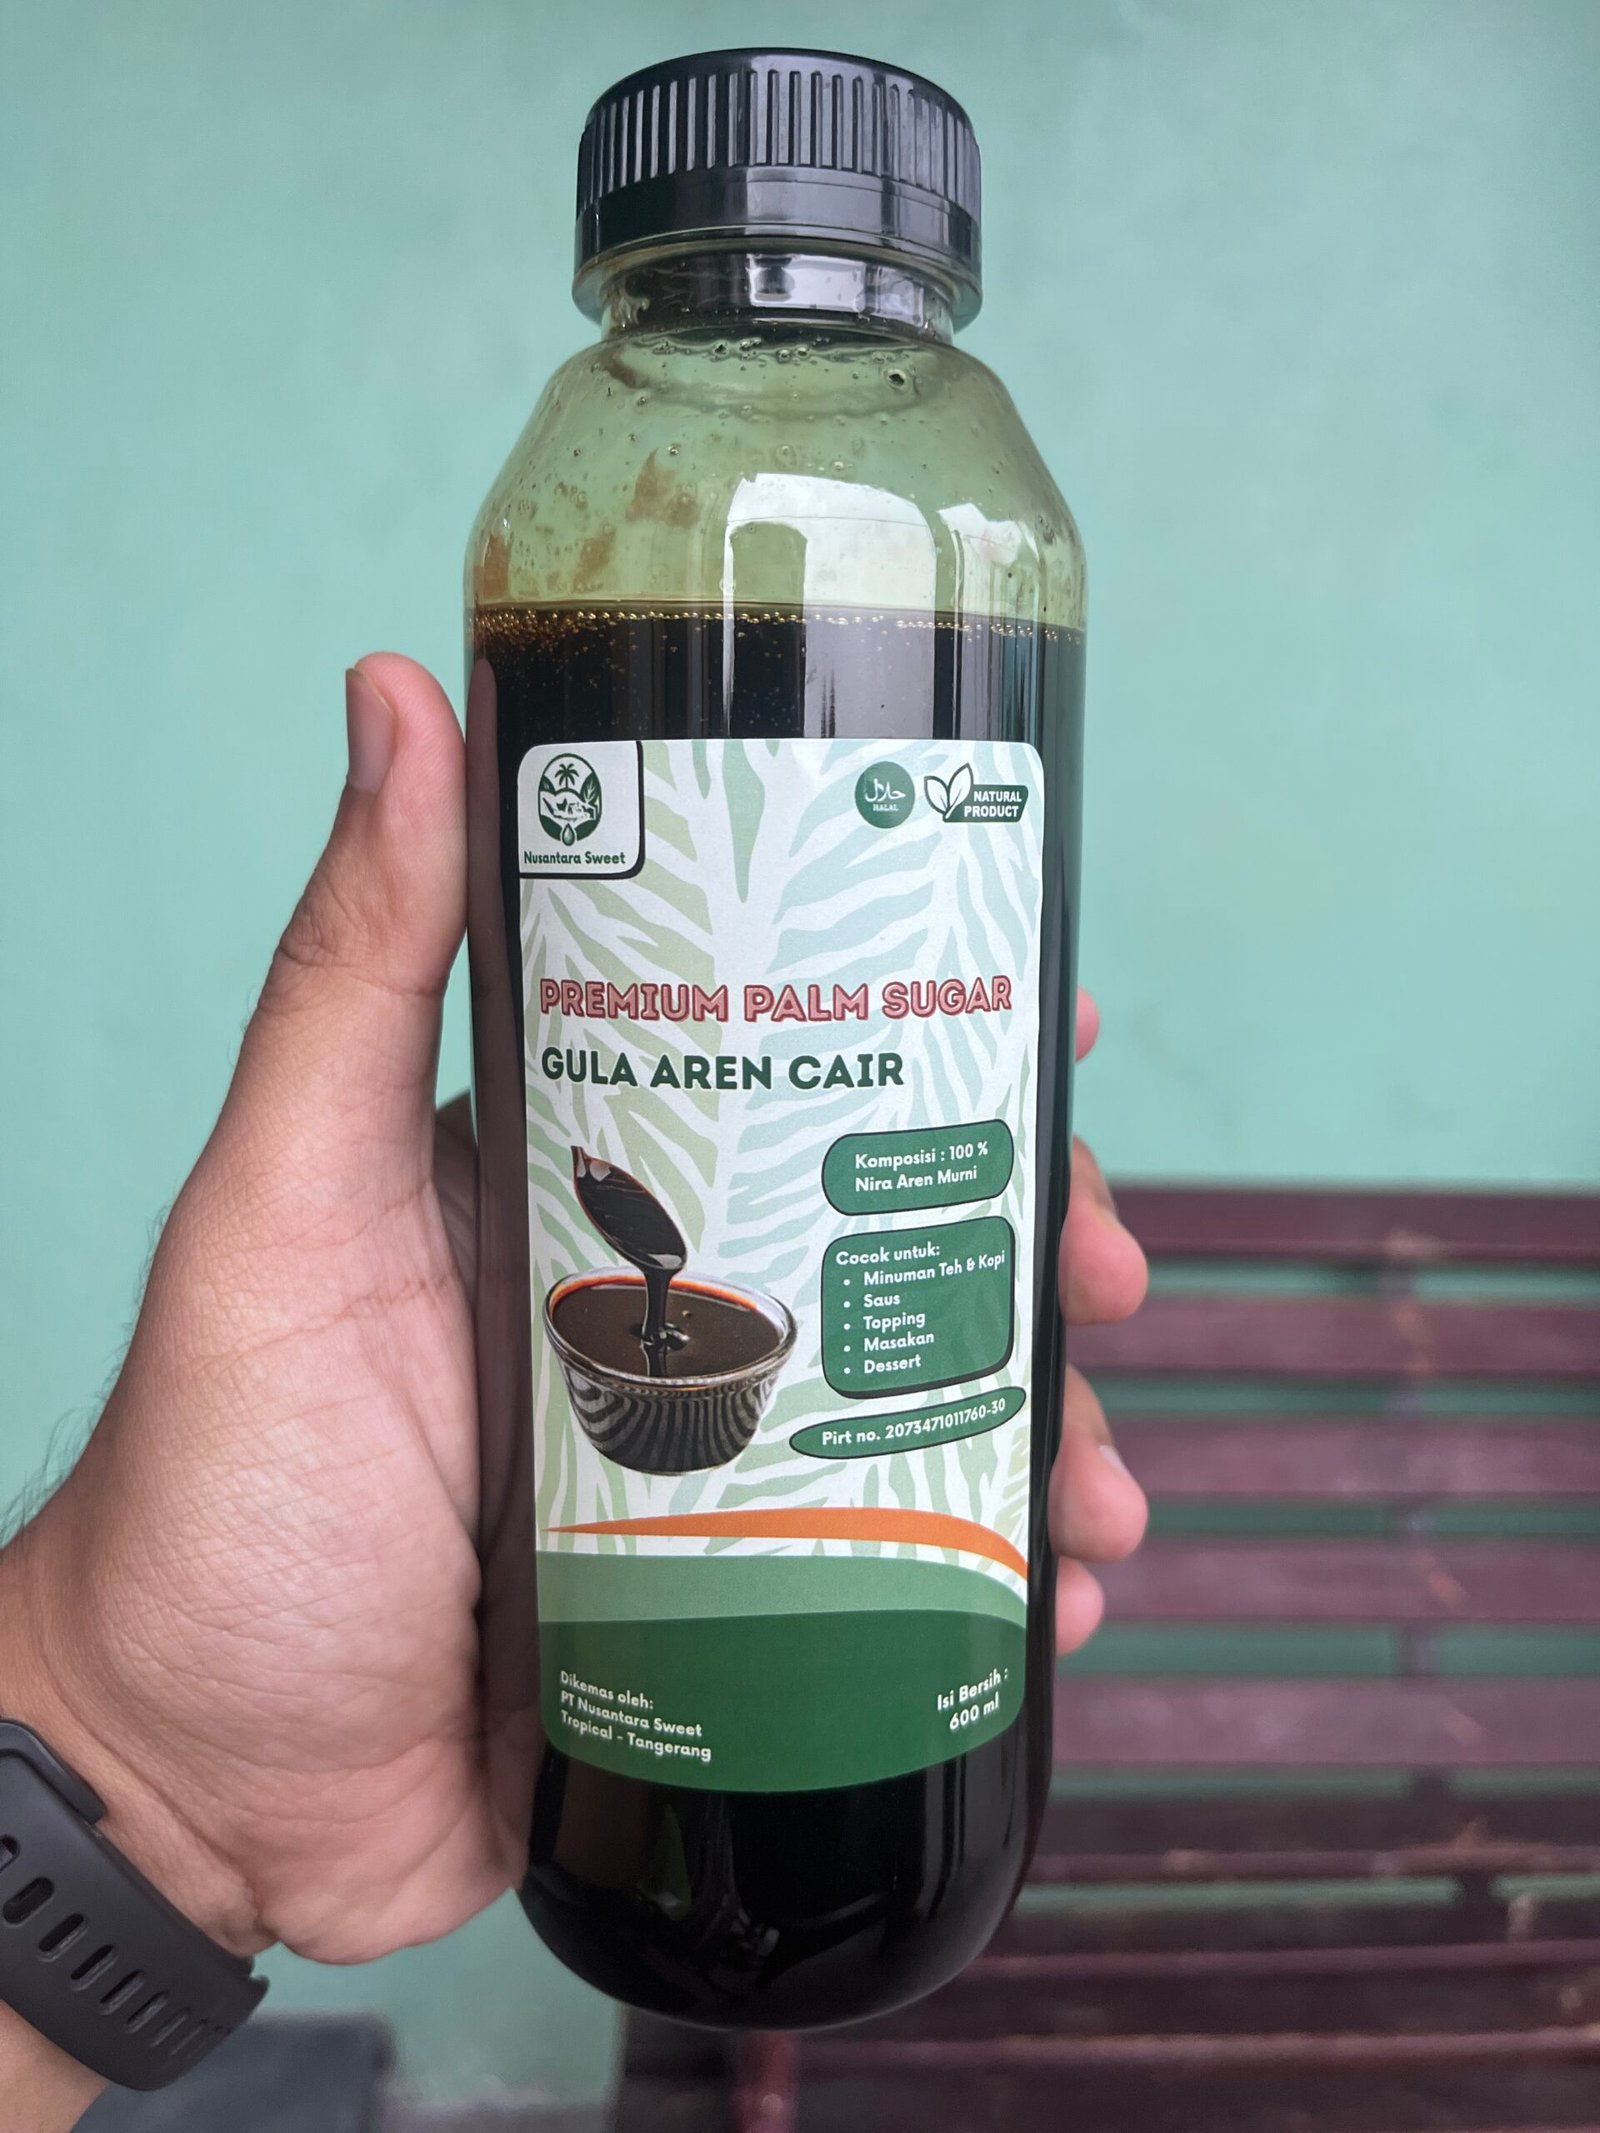 Nusantara Sweet
حلال
HALAL
NATURAL
PRODUCT
PREMIUM PALM SUGAR
GULA AREN CAIR
Komposisi : 100 %
Nira Aren Murni
Cocok untuk:
• Minuman Teh & Kopi
• Saus
• Topping
• Masakan
• Dessert
Pirt no. 2073471011760-30
Dikemas oleh:
PT Nusantara Sweet
Tropical - Tangerang
Isi Bersih :
600 ml